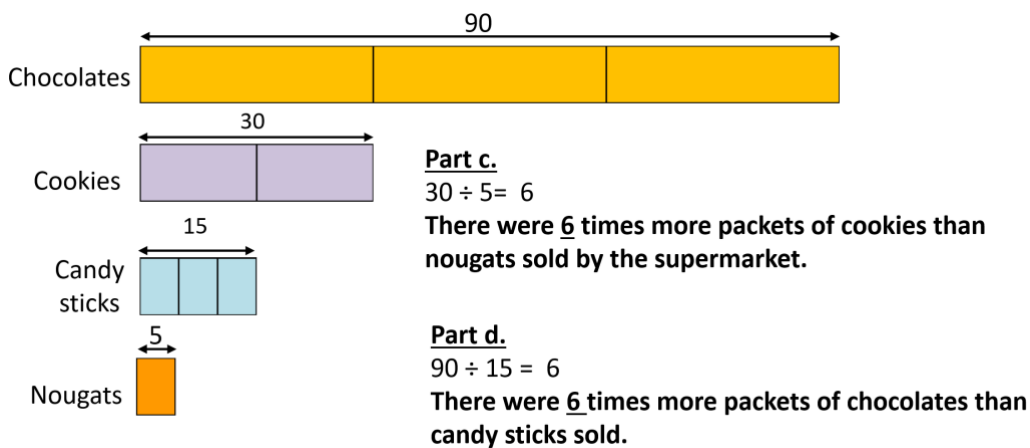 90
Chocolates
30
Cookies
15
Candy
sticks
5
Nougats
Part c.
30 ÷ 5= 6
There were 6 times more packets of cookies than
nougats sold by the supermarket.
Part d.
90 ÷ 15 = 6
There were 6 times more packets of chocolates than
candy sticks sold.